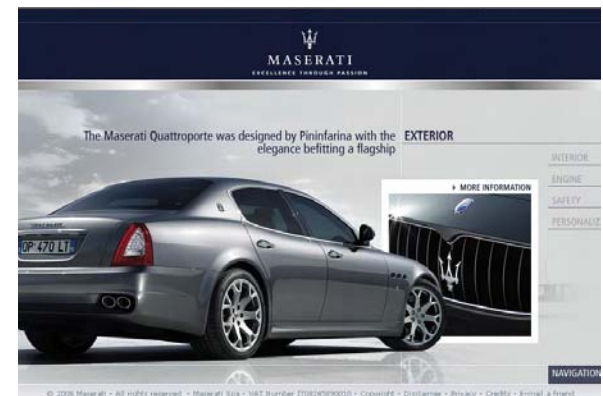 MASERATI
EXCELLENCE THROUGH PASSION
The Maserati Quattroporte was designed by Pininfarina with the
elegance befitting a flagship
EXTERIOR
INTERIOR
ENGINE
SAFETY
PERSONALIZ
MORE INFORMATION
DP 470 LT
NAVIGATION
© 2008 Maserati • All rights reserved • Maserati Spa • VAT Number • Copyright • Disclaimer • Privacy • Credits • E-mail a friend